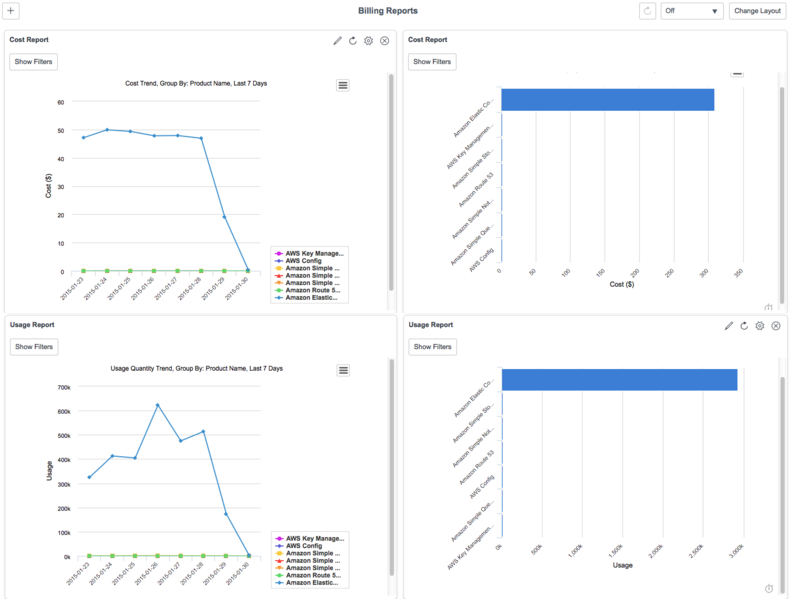 Billing Reports
Off
Change Layout
Cost Report
Show Filters
Cost Trend, Group By: Product Name, Last 7 Days
60
50
40
30
20
10
0
Cost ($)
2015-01-23
2015-01-24
2015-01-25
2015-01-26
2015-01-27
2015-01-28
2015-01-29
2015-01-30
AWS Key Manage...
AWS Config
Amazon Simple ...
Amazon Simple ...
Amazon Simple ...
Amazon Route 5...
Amazon Elastic...
Cost Report
Show Filters
Amazon Elastic Co...
AWS Key Managemen...
Amazon Simple Sto...
Amazon Route 53
Amazon Simple Not...
Amazon Simple Que...
AWS Config
0
50
100
150
200
250
300
350
Cost ($)
Usage Report
Show Filters
Usage Quantity Trend, Group By: Product Name, Last 7 Days
700k
600k
500k
400k
300k
200k
100k
0k
Usage
2015-01-23
2015-01-24
2015-01-25
2015-01-26
2015-01-27
2015-01-28
2015-01-29
2015-01-30
AWS Key Manage...
AWS Config
Amazon Simple ...
Amazon Simple ...
Amazon Simple ...
Amazon Route 5...
Amazon Elastic...
Usage Report
Show Filters
Amazon Elastic Co...
Amazon Simple Sto...
Amazon Simple Not...
Amazon Route 53
AWS Config
Amazon Simple Que...
AWS Key Managemen...
0k
500k
1,000k
1,500k
2,000k
2,500k
3,000k
Usage